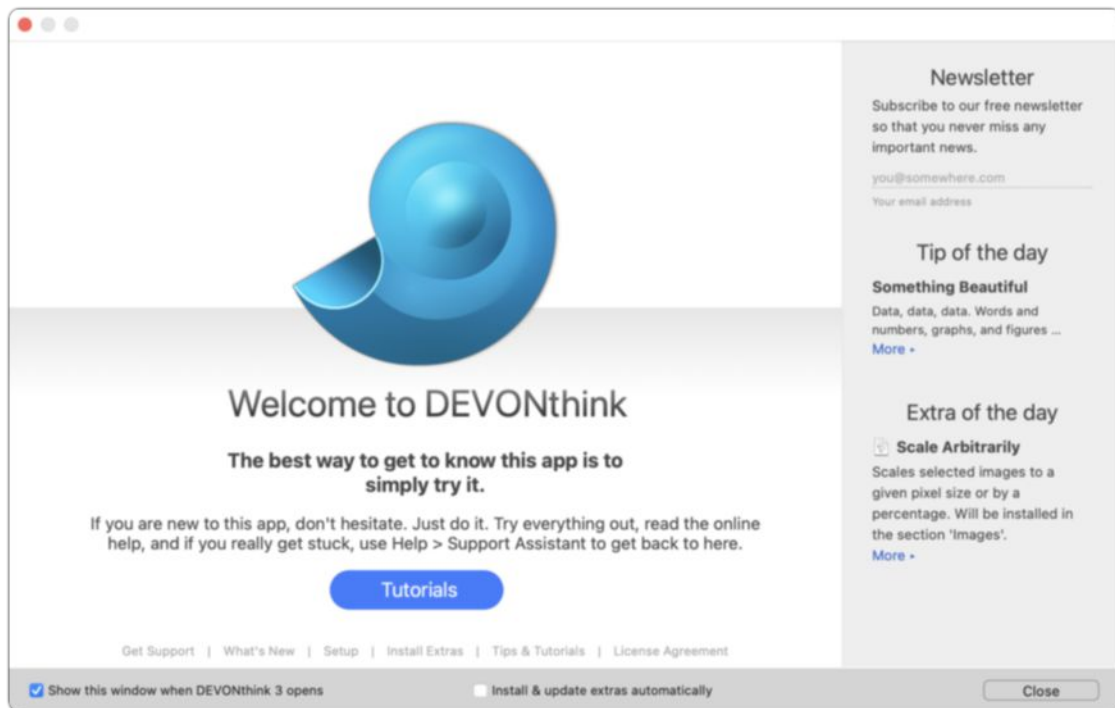 Welcome to DEVONthink
The best way to get to know this app is to
simply try it.
If you are new to this app, don't hesitate. Just do it. Try everything out, read the online
help, and if you really get stuck, use Help > Support Assistant to get back to here.
Tutorials
Get Support | What's New | Setup | Install Extras | Tips & Tutorials | License Agreement
Newsletter
Subscribe to our free newsletter
so that you never miss any
important news.
you@somewhere.com
Your email address
Tip of the day
Something Beautiful
Data, data, data. Words and
numbers, graphs, and figures ...
More ▸
Extra of the day
Scale Arbitrarily
Scales selected images to a
given pixel size or by a
percentage. Will be installed in
the section 'Images'.
More ▸
Show this window when DEVONthink 3 opens
Install & update extras automatically
Close